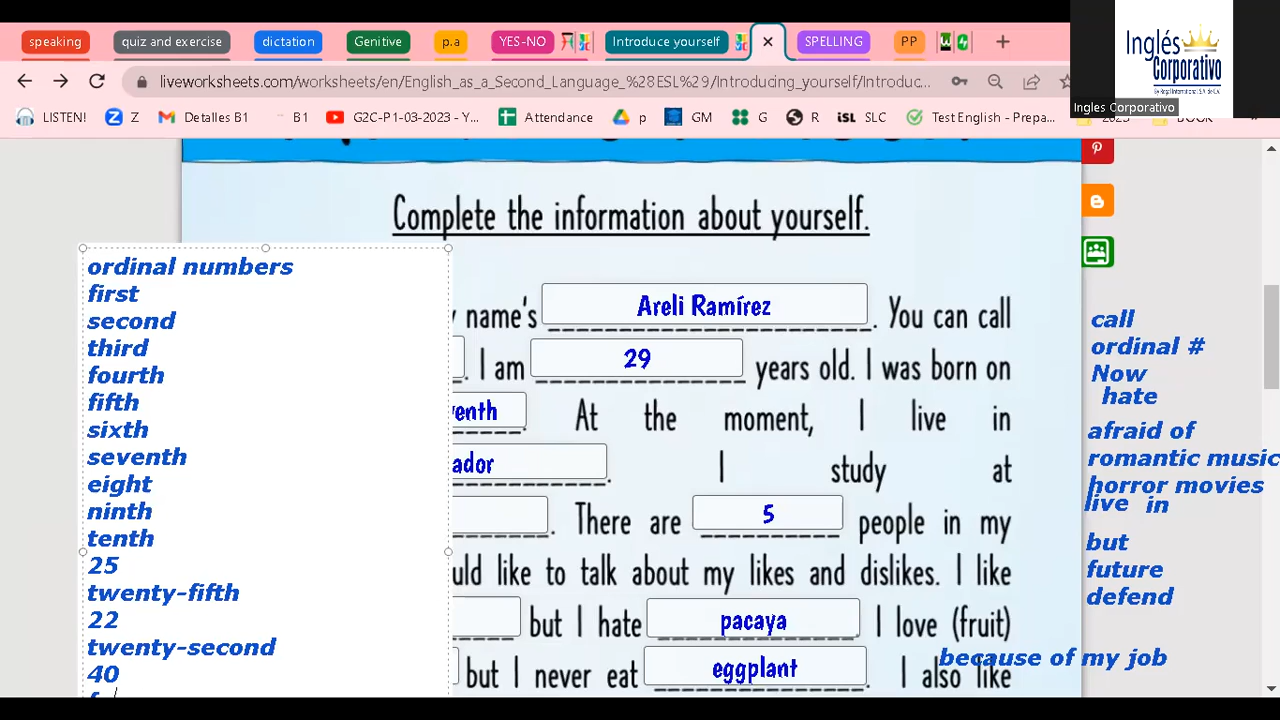 speaking quiz and exercise dictation Genitive p.a YES-NO Introduce yourself SPELLING PP
liveworksheets.com/worksheets/en/English_as_a_Second_Language_%28ESL%29/Introducing_yourself/Introduc...
LISTEN! Z Detalles B1 B1 G2C-P1-03-2023 - Y... Attendance p GM G R SLC Test English - Prepa...
Inglés
Corporativo
Ingles Corporativo
Complete the information about yourself.
ordinal numbers
first
second
third
fourth
fifth
sixth
seventh
eight
ninth
tenth
25
twenty-fifth
22
twenty-second
40
y name's Areli Ramírez. You can call
. I am 29 years old. I was born on
venth. At the moment, I live in
ador. I study at
. There are 5 people in my
uld like to talk about my likes and dislikes. I like
but I hate pacaya. I love (fruit)
but I never eat eggplant. I also like
call
ordinal #
Now
hate
afraid of
romantic music
horror movies
live in
but
future
defend
because of my job